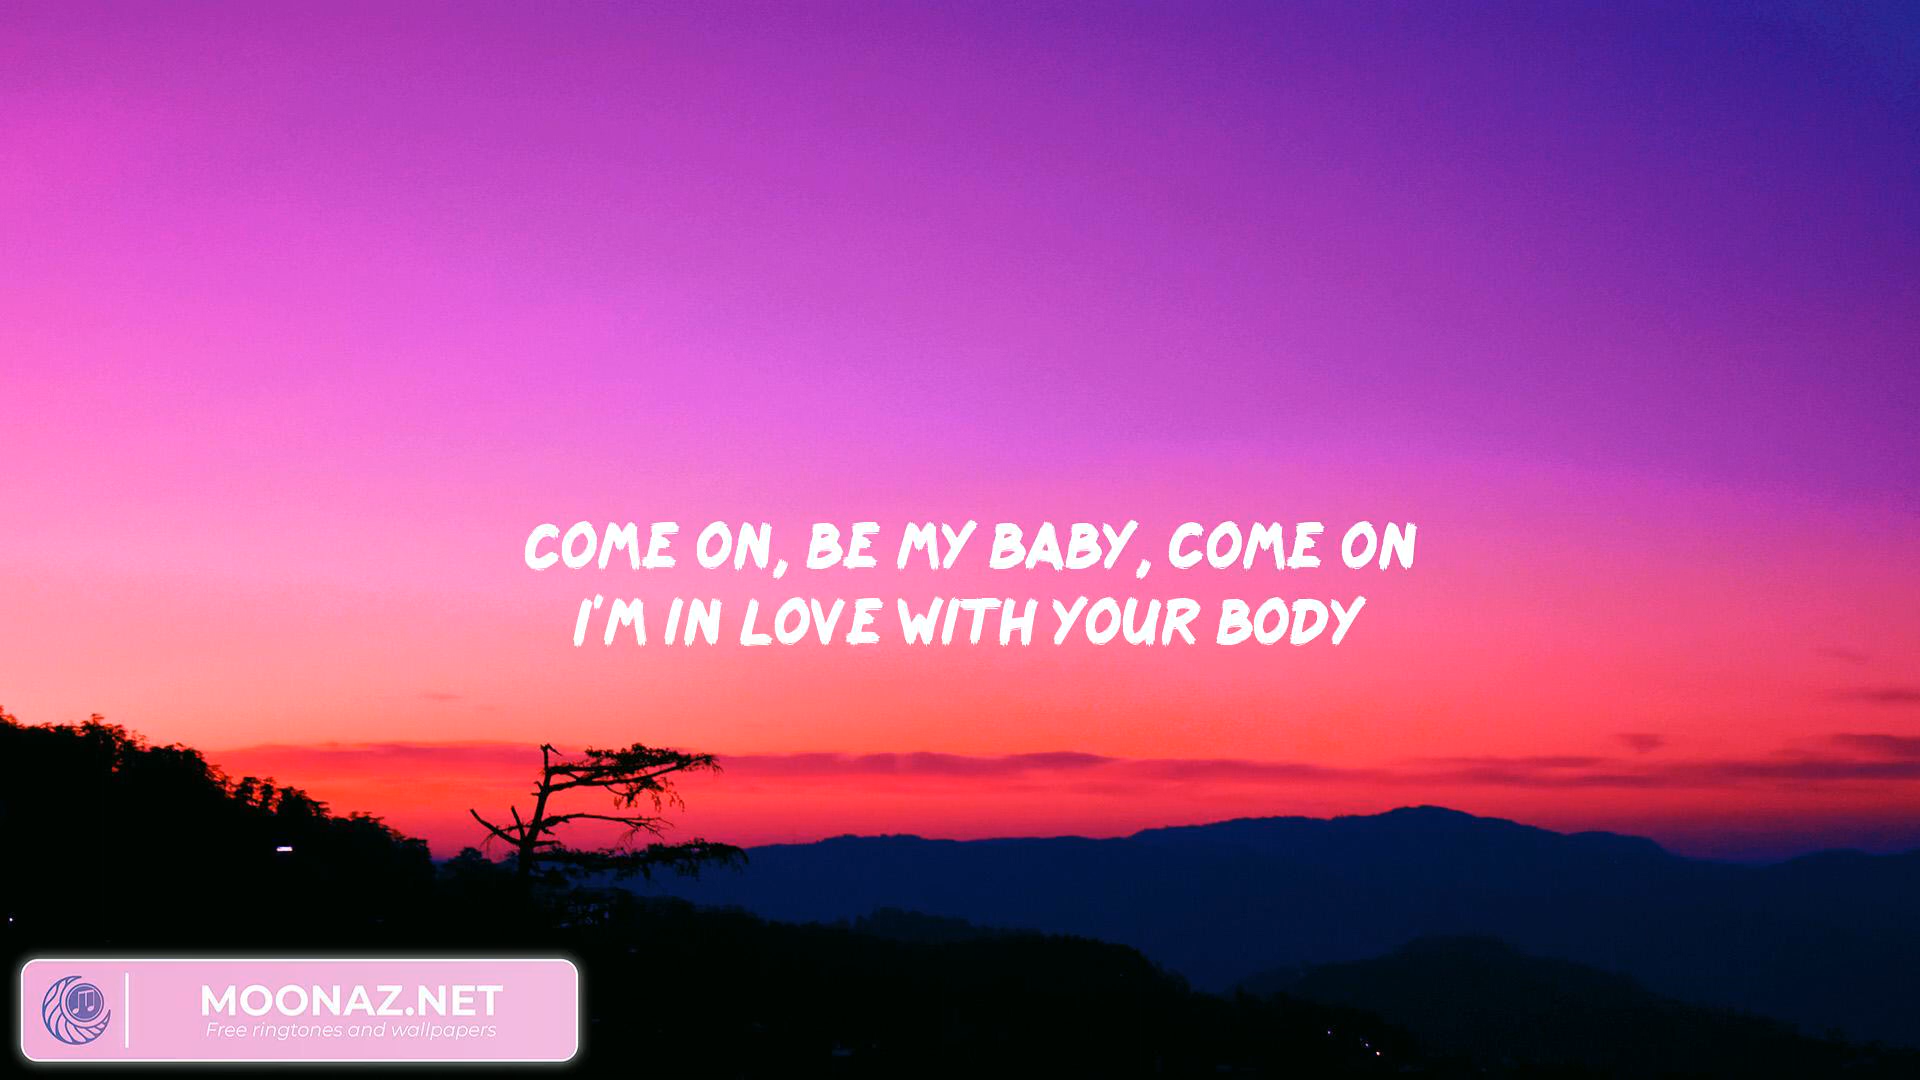 COME ON, BE MY BABY, COME ON
I'M IN LOVE WITH YOUR BODY
MOONAZ.NET
Free ringtones and wallpapers